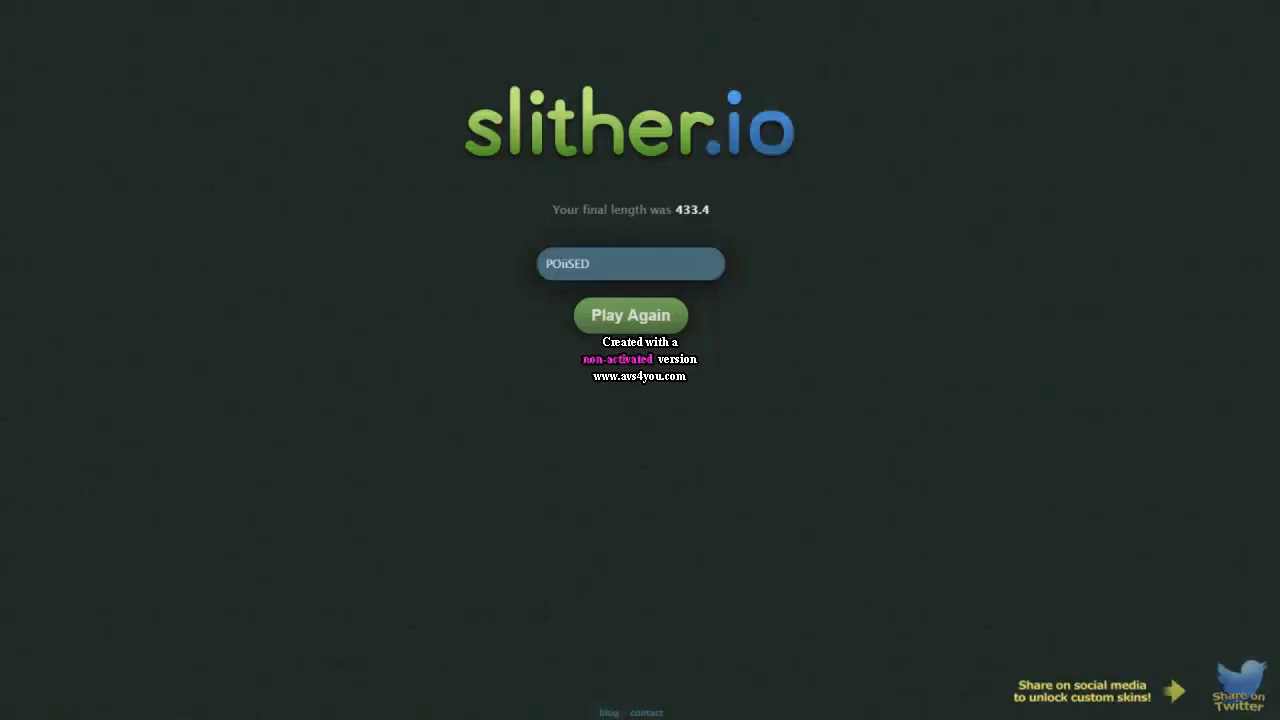 slither.io
Your final length was 433.4
POiiSED
Play Again
Created with a
non-activated version
www.avs4you.com
Share on social media
to unlock custom skins!
Share on
Twitter
blog - contact